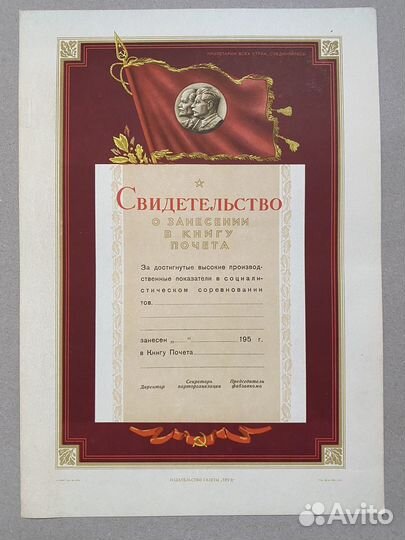 ПРОЛЕТАРИИ ВСЕХ СТРАН, СОЕДИНЯЙТЕСЬ!
СВИДЕТЕЛЬСТВО
О ЗАНЕСЕНИИ
В КНИГУ
ПОЧЕТА
За достигнутые высокие производ-
ственные показатели в социали-
стическом соревновании
тов.
занесен „ “ 195 г.
в Книгу Почета
Директор Секретарь парторганизации Председатель фабзавкома
ИЗДАТЕЛЬСТВО ГАЗЕТЫ „ТРУД“
Avito